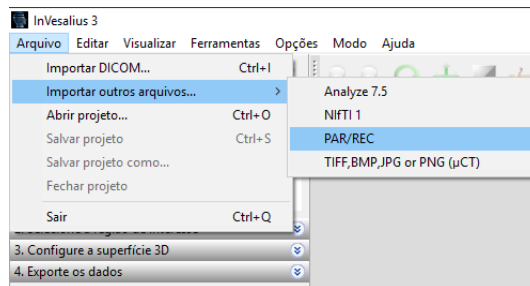 InVesalius 3
Arquivo Editar Visualizar Ferramentas Opções Modo Ajuda
Importar DICOM... Ctrl+I
Importar outros arquivos... >
Abrir projeto... Ctrl+O
Salvar projeto Ctrl+S
Salvar projeto como...
Fechar projeto
Sair Ctrl+Q
Analyze 7.5
NIfTI 1
PAR/REC
TIFF,BMP,JPG or PNG (µCT)
3. Configure a superfície 3D
4. Exporte os dados